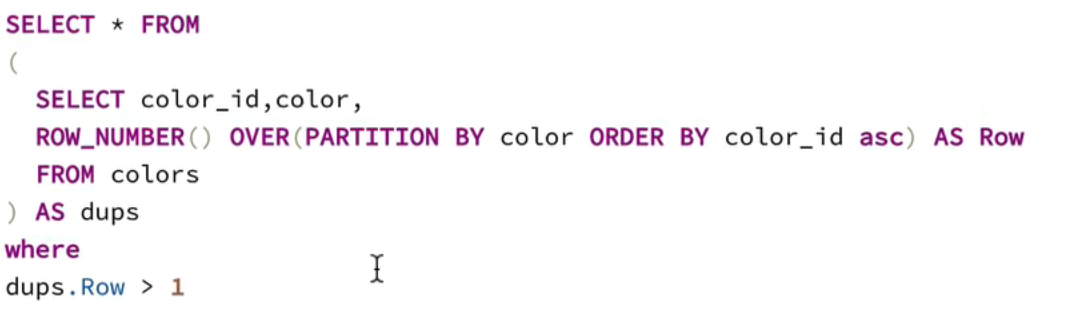 SELECT * FROM
(
SELECT color_id,color,
ROW_NUMBER() OVER(PARTITION BY color ORDER BY color_id asc) AS Row
FROM colors
) AS dups
where
dups.Row > 1